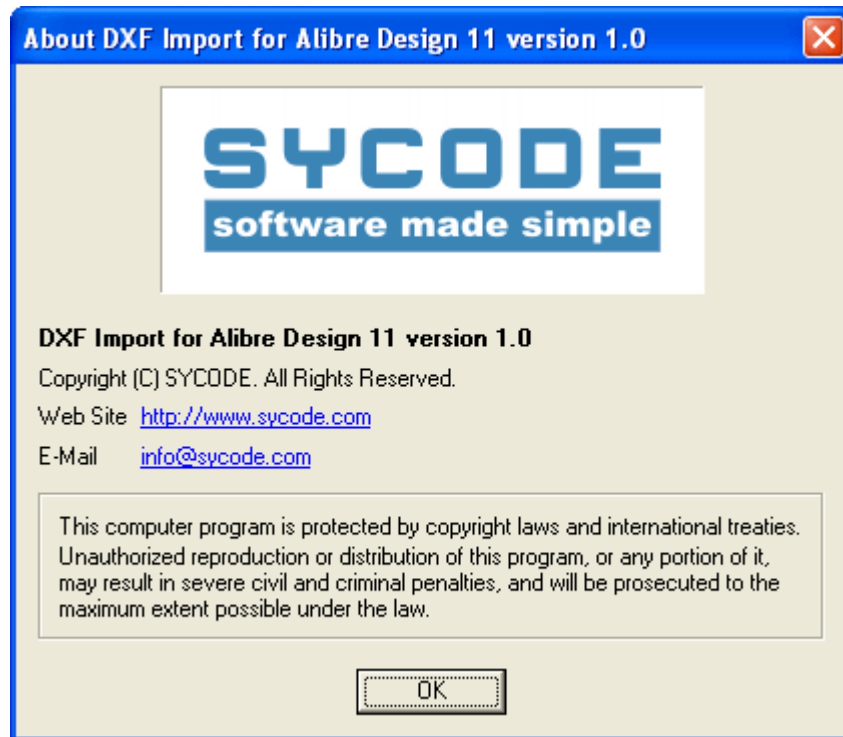 About DXF Import for Alibre Design 11 version 1.0
SYCODE
software made simple
DXF Import for Alibre Design 11 version 1.0
Copyright (C) SYCODE. All Rights Reserved.
Web Site http://www.sycode.com
E-Mail info@sycode.com
This computer program is protected by copyright laws and international treaties.
Unauthorized reproduction or distribution of this program, or any portion of it,
may result in severe civil and criminal penalties, and will be prosecuted to the
maximum extent possible under the law.
OK